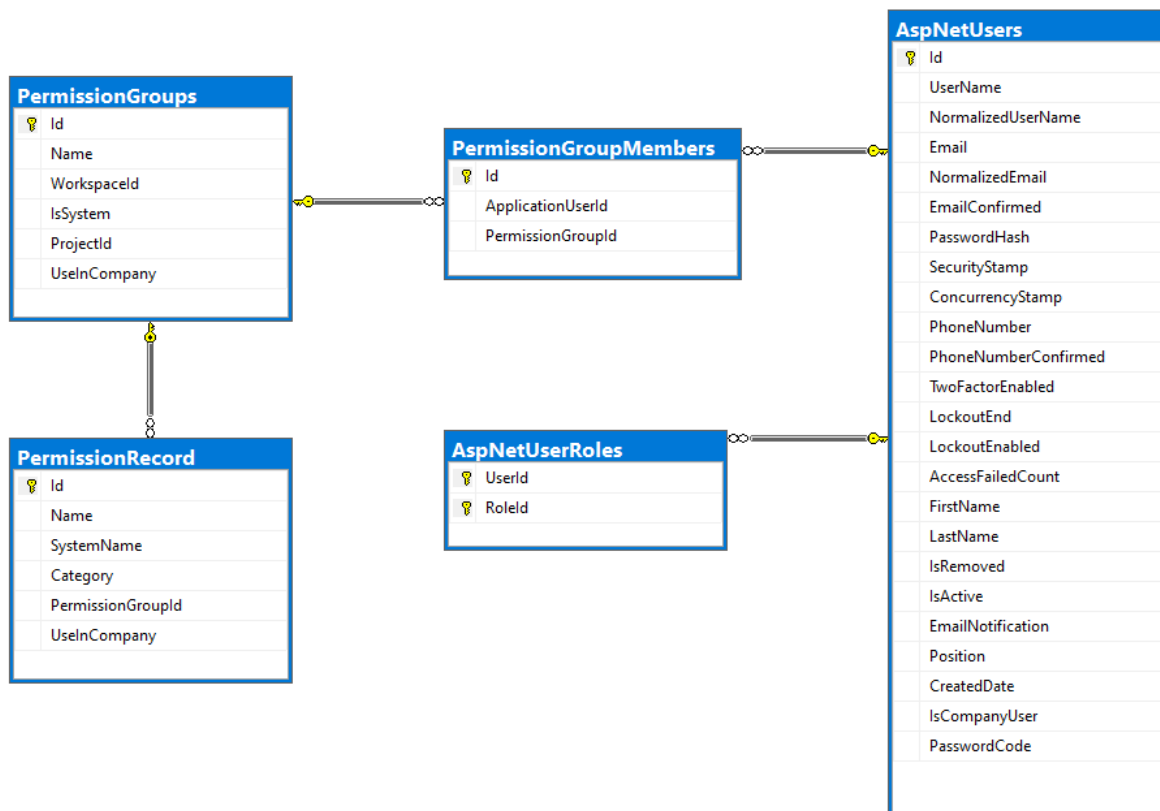 PermissionGroups
Id
Name
WorkspaceId
IsSystem
ProjectId
UseInCompany
PermissionRecord
Id
Name
SystemName
Category
PermissionGroupId
UseInCompany
PermissionGroupMembers
Id
ApplicationUserId
PermissionGroupId
AspNetUserRoles
UserId
RoleId
AspNetUsers
Id
UserName
NormalizedUserName
Email
NormalizedEmail
EmailConfirmed
PasswordHash
SecurityStamp
ConcurrencyStamp
PhoneNumber
PhoneNumberConfirmed
TwoFactorEnabled
LockoutEnd
LockoutEnabled
AccessFailedCount
FirstName
LastName
IsRemoved
IsActive
EmailNotification
Position
CreatedDate
IsCompanyUser
PasswordCode